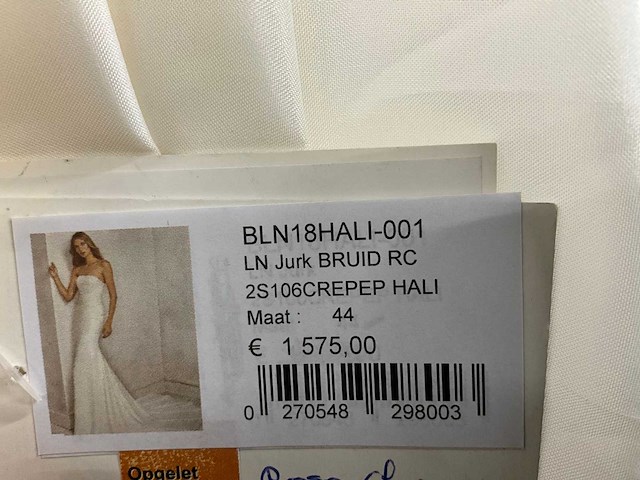 BLN18HALI-001
LN Jurk BRUID RC
2S106CREPEP HALI
Maat : 44
€ 1 575,00
0 270548 298003
Opgelet